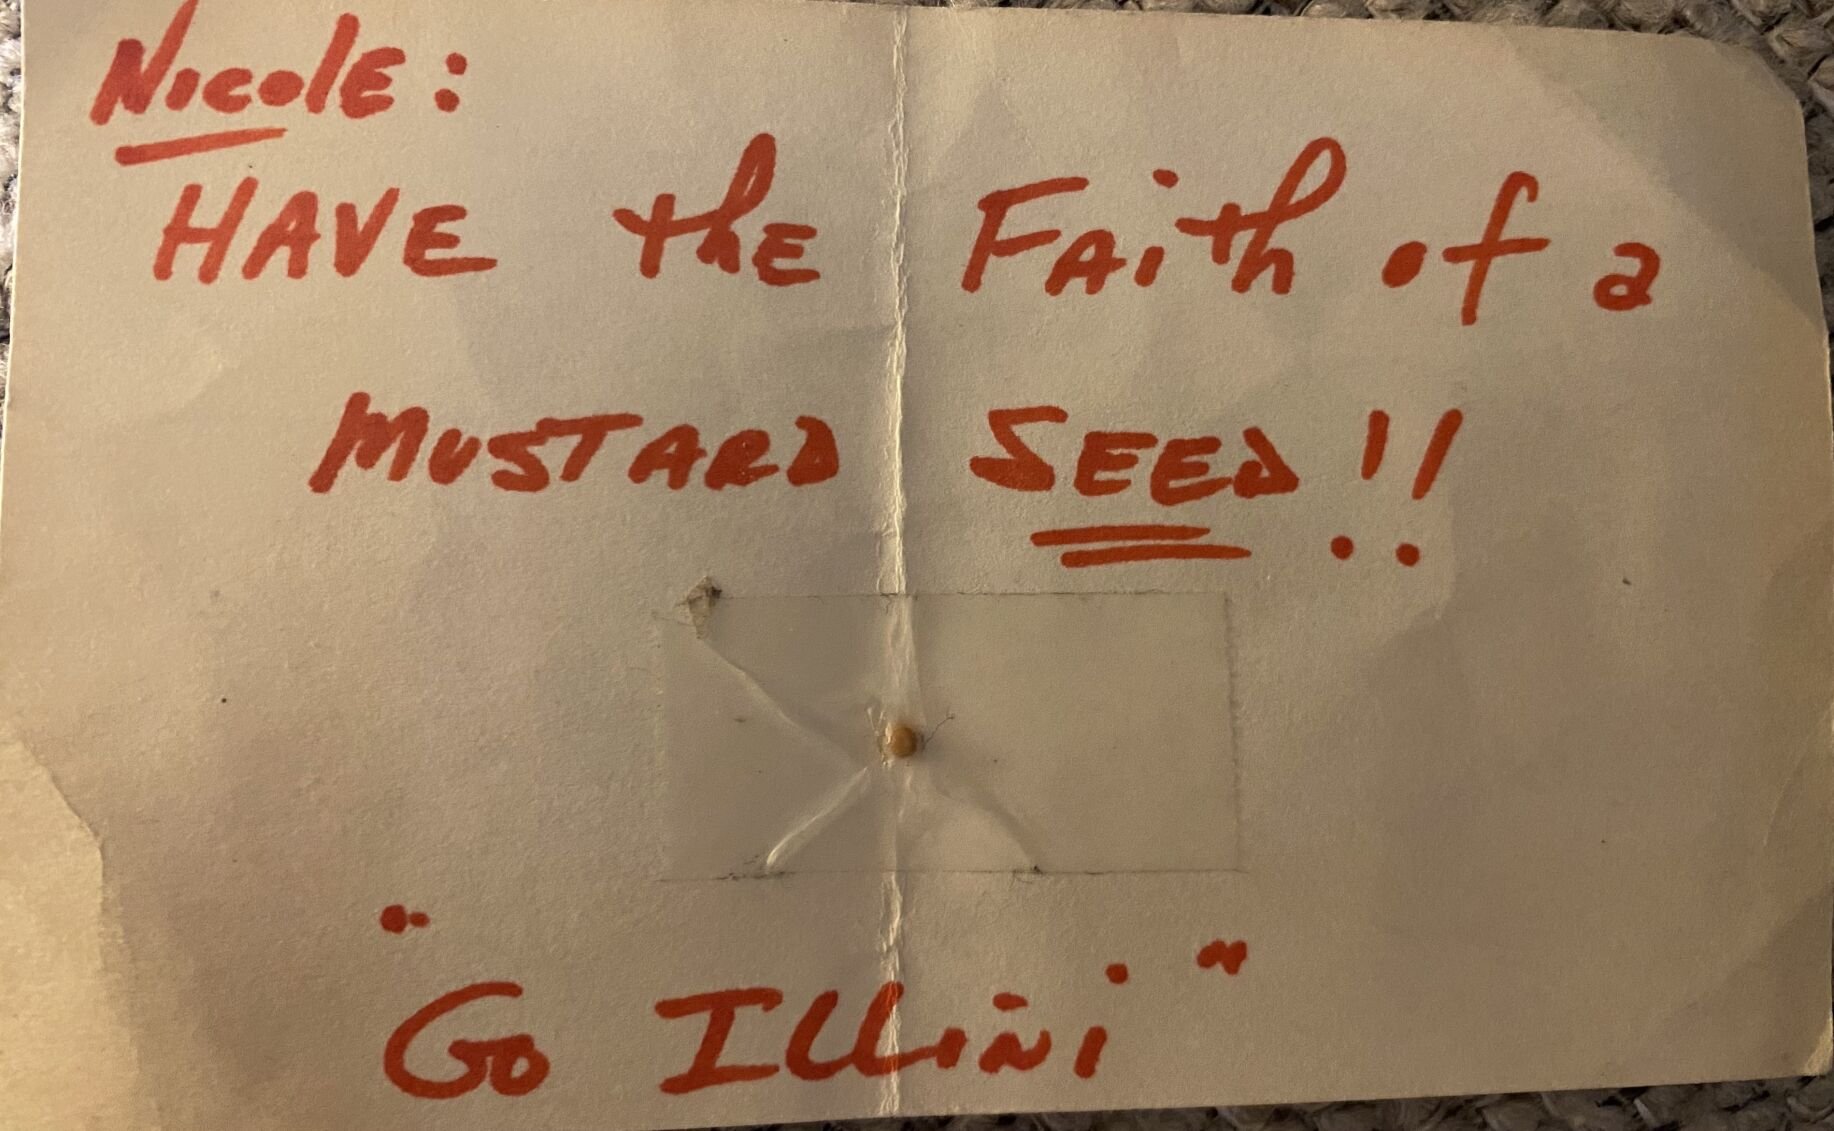 Nicole:
HAVE the FAith of a
MUSTARD SEED!!
"Go Illini"